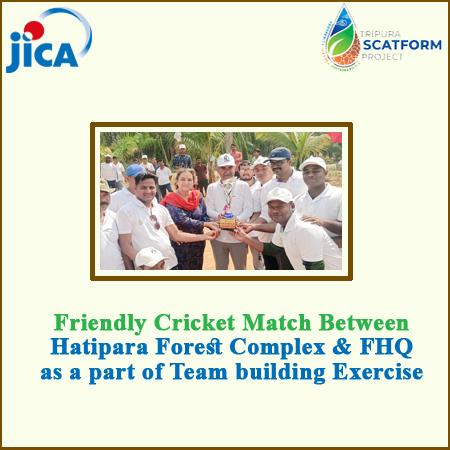 JICA
TRIPURA
SCATFORM
PROJECT
Friendly Cricket Match Between
Hatipara Forest Complex & FHQ
as a part of Team building Exercise